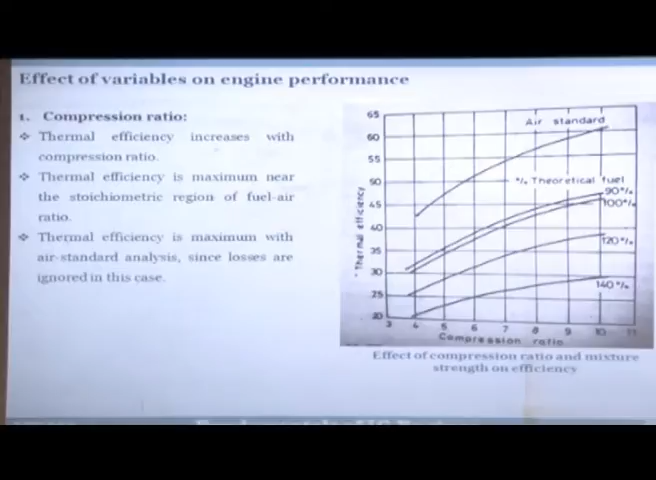 Effect of variables on engine performance
1. Compression ratio:
❖ Thermal efficiency increases with
compression ratio.
❖ Thermal efficiency is maximum near
the stoichiometric region of fuel-air
ratio.
❖ Thermal efficiency is maximum with
air-standard analysis, since losses are
ignored in this case.
65
60
55
50
45
40
35
30
25
20
3 4 5 6 7 8 9 10 11
Thermal efficiency
Compression ratio
Air standard
% Theoretical fuel
90%
100%
120%
140%
Effect of compression ratio and mixture
strength on efficiency